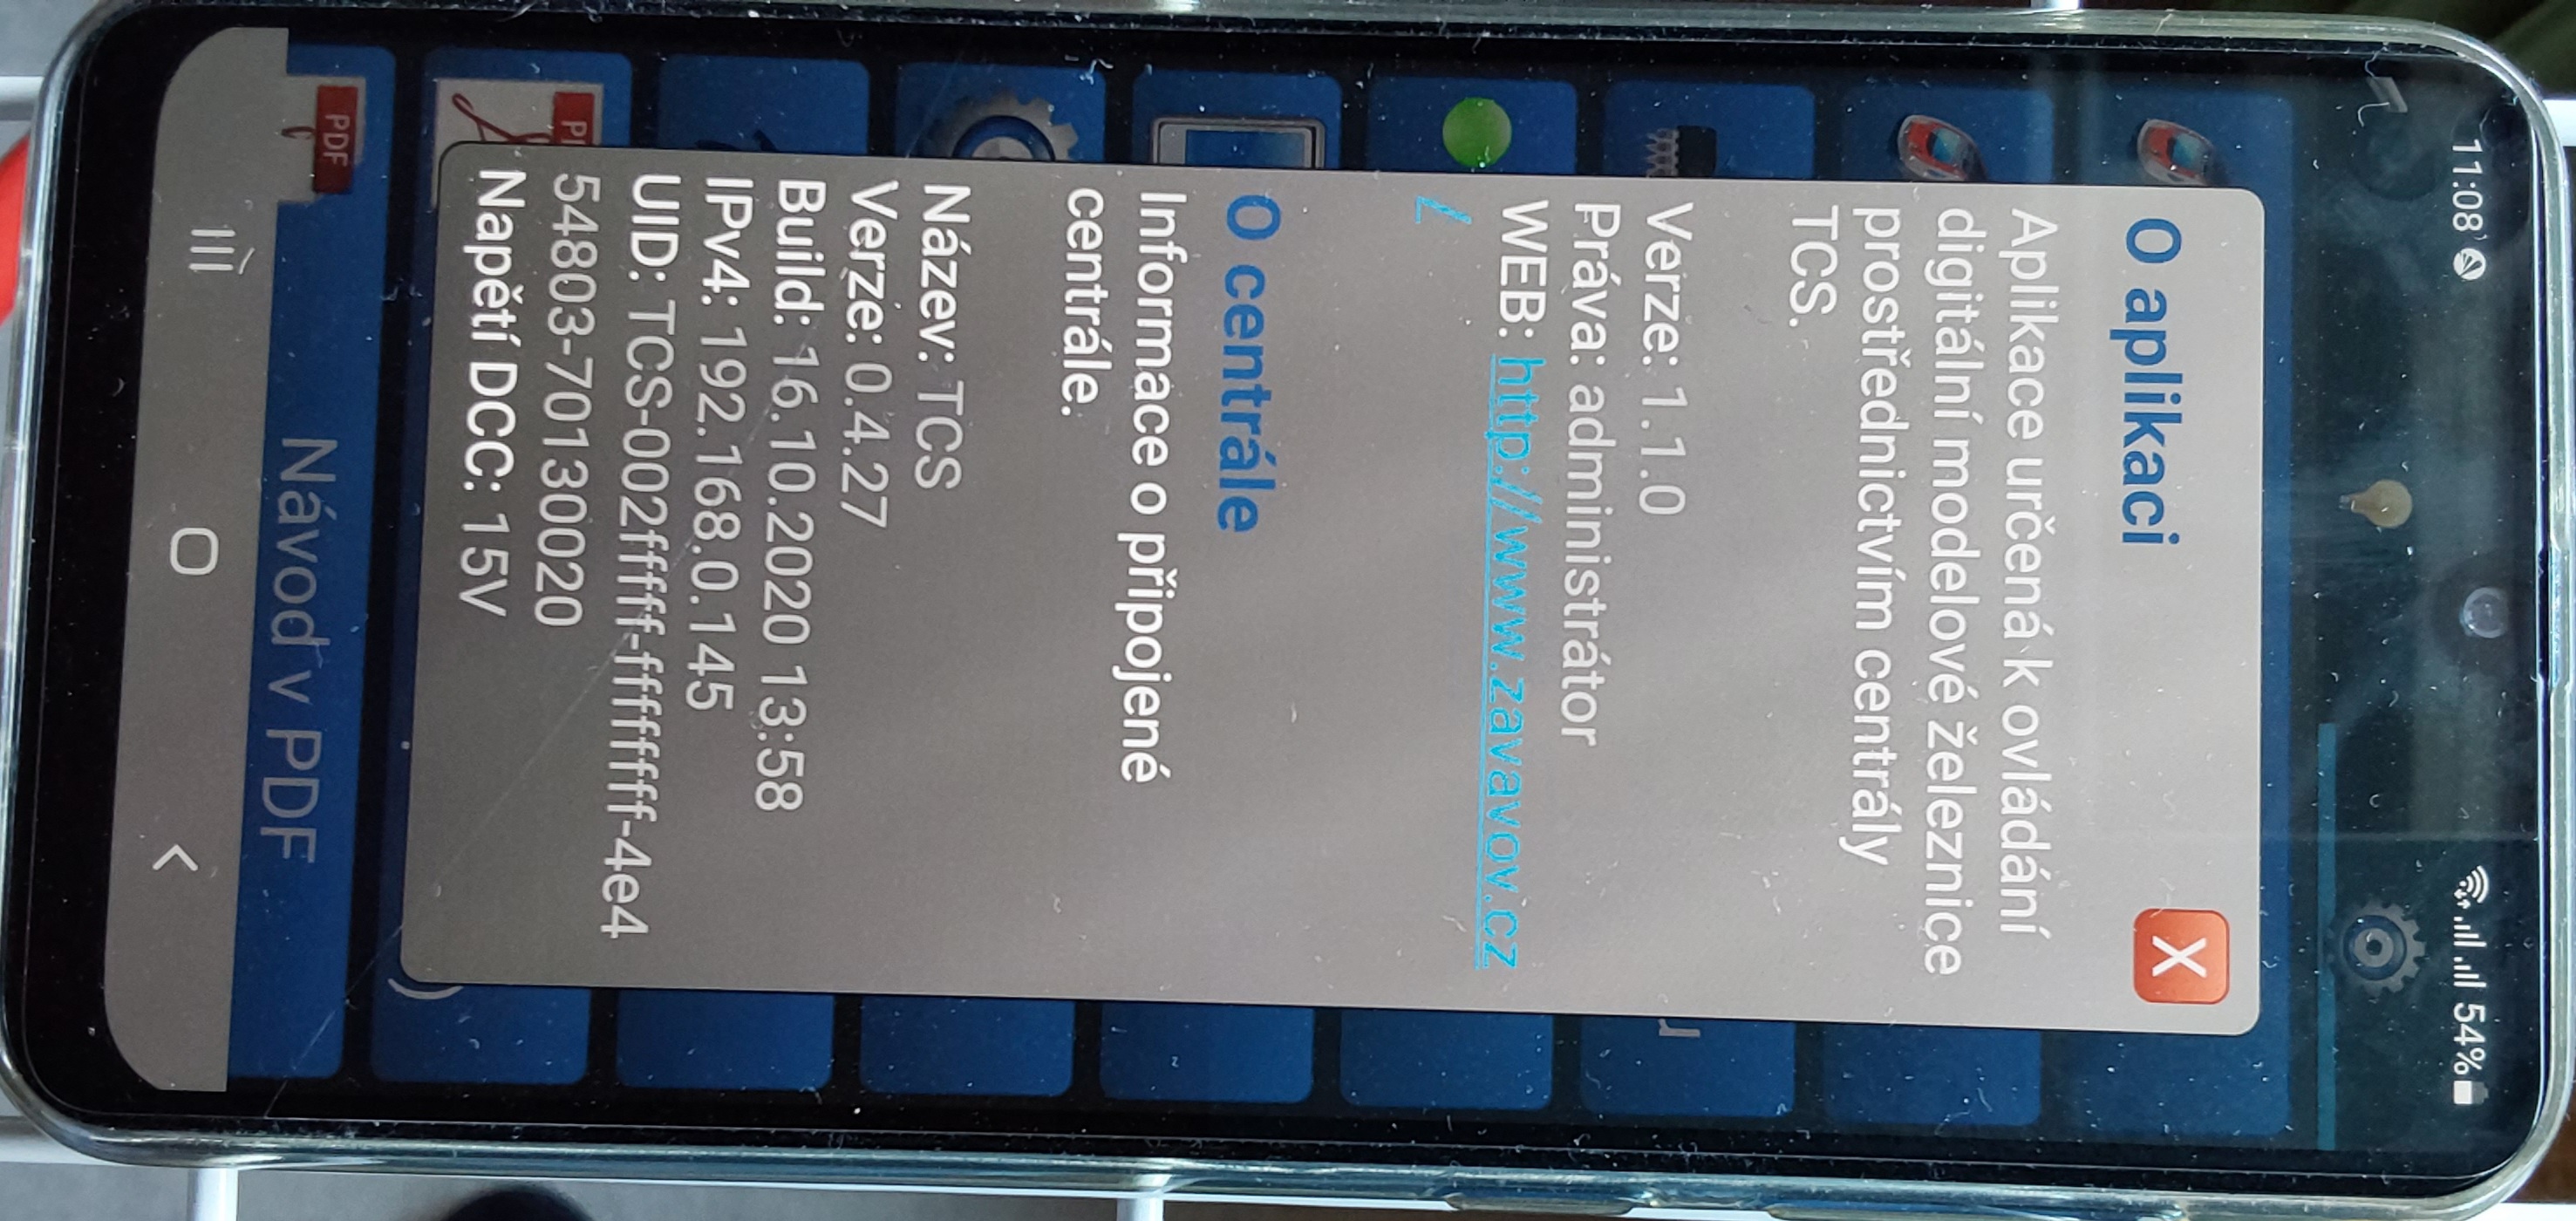 11:08
54%
O aplikaci
X
Aplikace určená k ovládání
digitální modelové železnice
prostřednictvím centrály
TCS.
Verze: 1.1.0
Práva: administrátor
WEB: http://www.zavavov.cz
/
O centrále
Informace o připojené
centrále.
Název: TCS
Verze: 0.4.27
Build: 16.10.2020 13:58
IPv4: 192.168.0.145
UID: TCS-002fffff-ffffffff-4e4
54803-701300020
Napětí DCC: 15V
PDF
Návod v PDF